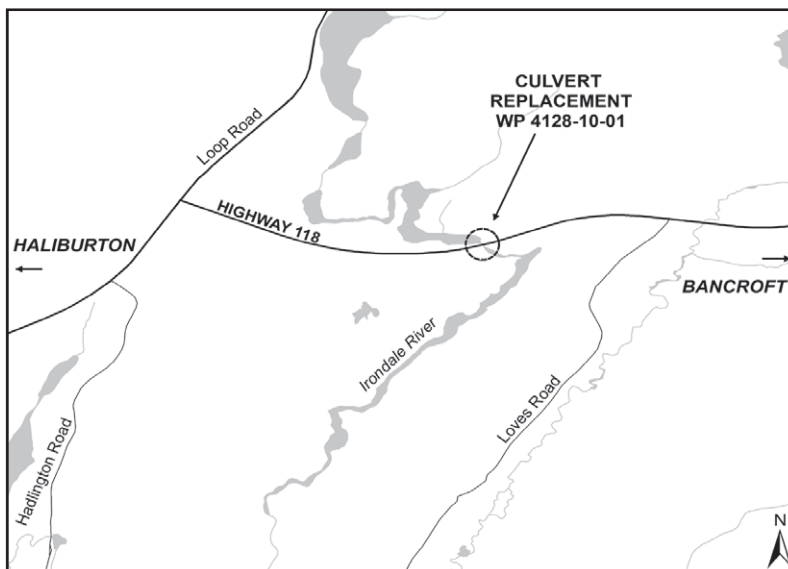 CULVERT
REPLACEMENT
WP 4128-10-01
Loop Road
HIGHWAY 118
HALIBURTON
BANCROFT
Irondale River
Loves Road
Hadlington Road
N